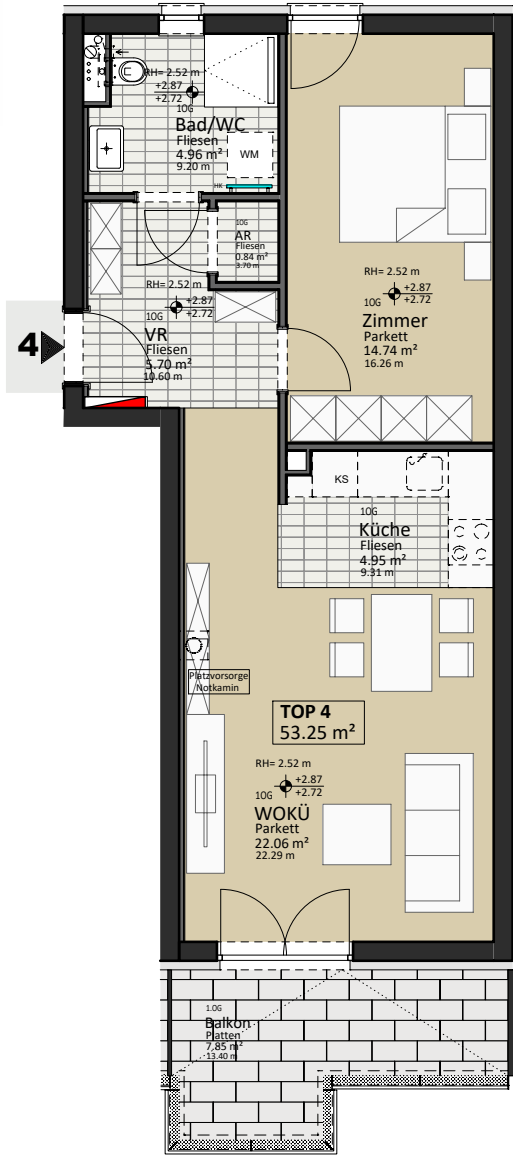 RH= 2.52 m
+2.87
+2.72
10G
Bad/WC
Fliesen
4.96 m²
9.20 m
WM
HK
10G
AR
Fliesen
0.84 m²
3.70 m
RH= 2.52 m
+2.87
+2.72
10G
VR
Fliesen
5.70 m²
10.60 m
4
RH= 2.52 m
+2.87
+2.72
10G
Zimmer
Parkett
14.74 m²
16.26 m
KS
10G
Küche
Fliesen
4.95 m²
9.31 m
Platzvorsorge
Notkamin
TOP 4
53.25 m²
RH= 2.52 m
+2.87
+2.72
10G
WOKÜ
Parkett
22.06 m²
22.29 m
1.0G
Balkon
Platten
7.85 m²
13.40 m